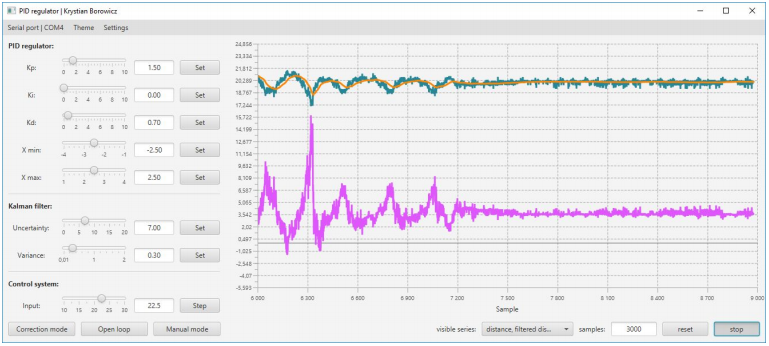 PID regulator | Krystian Borowicz
Serial port | COM4 Theme Settings
PID regulator:
Kp: 0 2 4 6 8 10 1.50 Set
Ki: 0 2 4 6 8 10 0.00 Set
Kd: 0 2 4 6 8 10 0.70 Set
X min: -4 -3 -2 -1 -2.50 Set
X max: 1 2 3 4 2.50 Set
Kalman filter:
Uncertainty: 0 5 10 15 20 7.00 Set
Variance: 0.01 1 2 0.30 Set
Control system:
Input: 10 15 20 25 30 22.5 Step
Correction mode Open loop Manual mode
24,856
23,334
21,812
20,289
18,767
17,244
15,722
14,199
12,677
11,154
9,632
8,109
6,587
5,065
3,542
2,02
0,497
-1,025
-2,548
-4,07
-5,593
6 000 6 300 6 600 6 900 7 200 7 500 7 800 8 100 8 400 8 700 9 000
Sample
visible series: distance, filtered dis... samples: 3000 reset stop